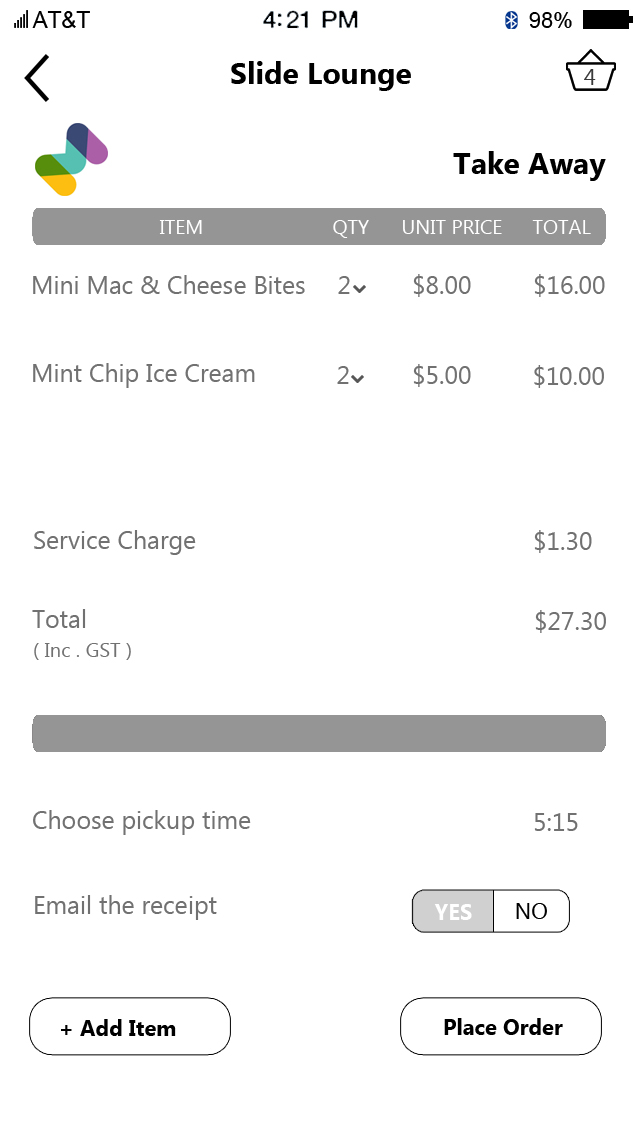 AT&T 4:21 PM 98%
Slide Lounge 4
Take Away
ITEM QTY UNIT PRICE TOTAL
Mini Mac & Cheese Bites 2 $8.00 $16.00
Mint Chip Ice Cream 2 $5.00 $10.00
Service Charge $1.30
Total $27.30
( Inc . GST )
Choose pickup time 5:15
Email the receipt YES NO
+ Add Item Place Order